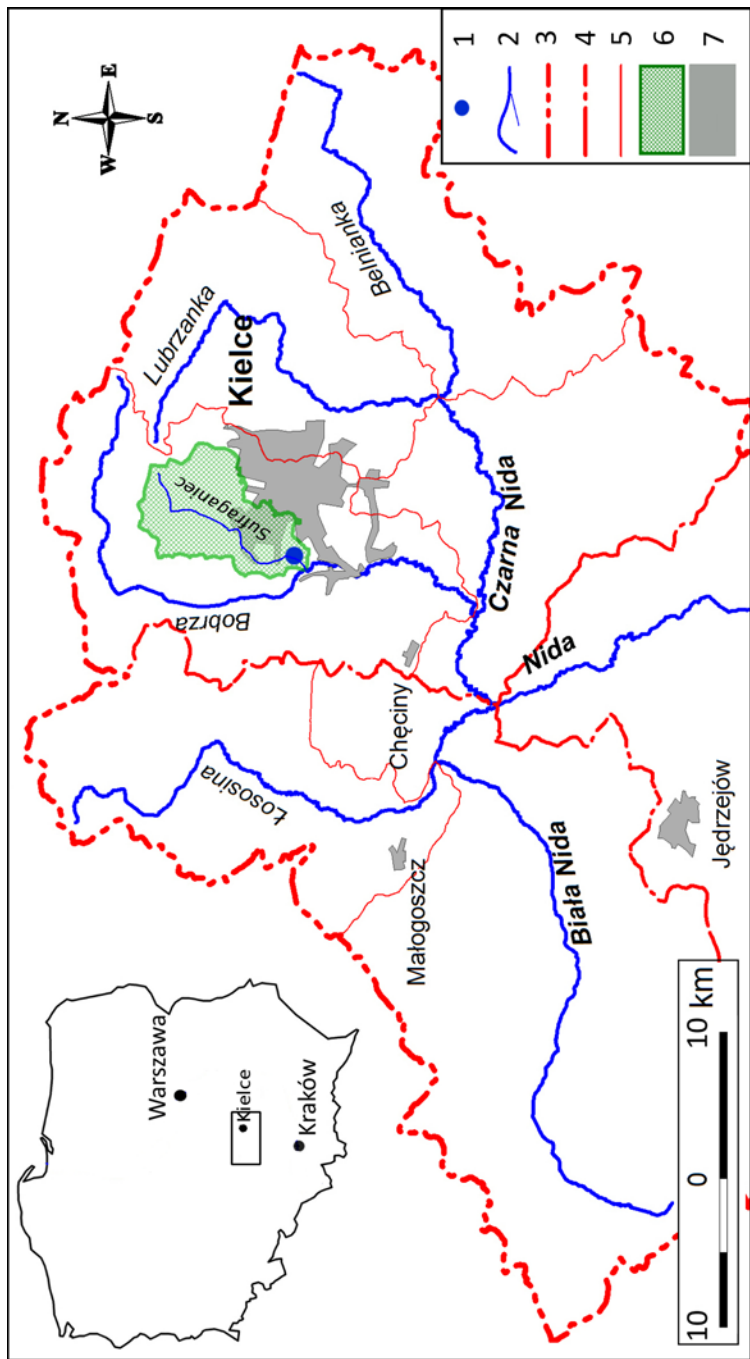 Warszawa
Kielce
Kraków
N
W
E
S
Lubrzanka
Kielce
Belnianka
Sufraganiec
Bobrza
Łososina
Chęciny
Małogoszcz
Czarna Nida
Nida
Biała Nida
Jędrzejów
10 0 10 km
1
2
3
4
5
6
7